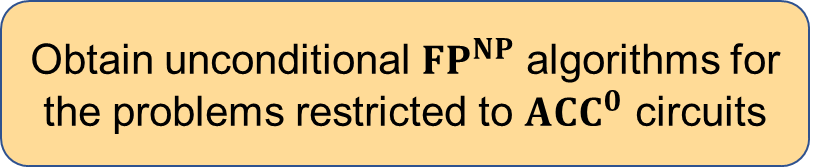 Obtain unconditional FP^NP algorithms for
the problems restricted to ACC^0 circuits